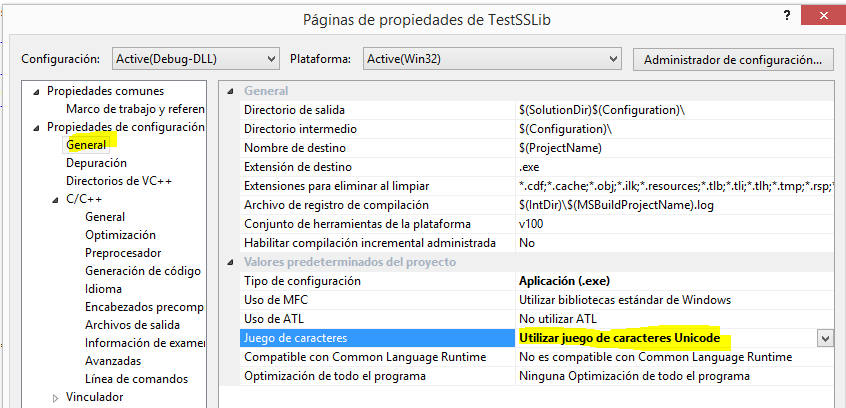 Páginas de propiedades de TestSSLib
?
Configuración: Active(Debug-DLL) Plataforma: Active(Win32) Administrador de configuración...
Propiedades comunes
Marco de trabajo y referen
Propiedades de configuración
General
Depuración
Directorios de VC++
C/C++
General
Optimización
Preprocesador
Generación de código
Idioma
Encabezados precomp
Archivos de salida
Información de examen
Avanzadas
Línea de comandos
Vinculador
General
Directorio de salida $(SolutionDir)$(Configuration)\
Directorio intermedio $(Configuration)\
Nombre de destino $(ProjectName)
Extensión de destino .exe
Extensiones para eliminar al limpiar *.cdf;*.cache;*.obj;*.ilk;*.resources;*.tlb;*.tli;*.tlh;*.tmp;*.rsp;*
Archivo de registro de compilación $(IntDir)\$(MSBuildProjectName).log
Conjunto de herramientas de la plataforma v100
Habilitar compilación incremental administrada No
Valores predeterminados del proyecto
Tipo de configuración Aplicación (.exe)
Uso de MFC Utilizar bibliotecas estándar de Windows
Uso de ATL No utilizar ATL
Juego de caracteres Utilizar juego de caracteres Unicode
Compatible con Common Language Runtime No es compatible con Common Language Runtime
Optimización de todo el programa Ninguna Optimización de todo el programa